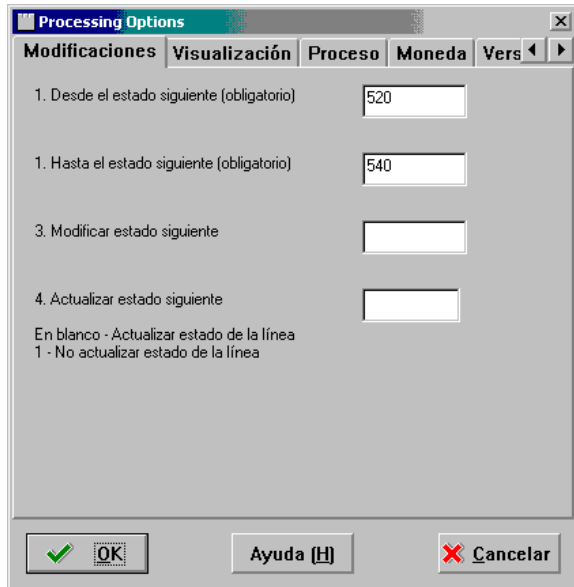 Processing Options
Modificaciones Visualización Proceso Moneda Vers
1. Desde el estado siguiente (obligatorio) 520
1. Hasta el estado siguiente (obligatorio) 540
3. Modificar estado siguiente
4. Actualizar estado siguiente
En blanco - Actualizar estado de la línea
1 - No actualizar estado de la línea
OK Ayuda (H) Cancelar